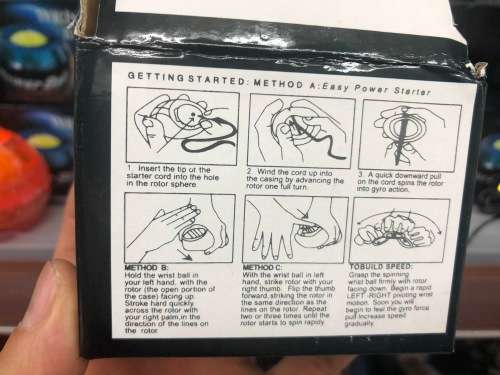 GETTING STARTED: METHOD A: Easy Power Starter
1. Insert the tip of the
starter cord into the hole
in the rotor sphere.
2. Wind the cord up into
the casing by advancing the
rotor one full turn.
3. A quick downward pull
on the cord spins the rotor
into gyro action.
METHOD B:
Hold the wrist ball in
your left hand, with the
rotor (the open portion of
the case) facing up.
Stroke hard quickly
across the rotor with
your right palm,in the
direction of the lines on
the rotor
METHOD C:
With the wrist ball in left
hand, strike rotor with your
right thumb. Flip the thumb
forward,striking the rotor in
the same direction as the
lines on the rotor. Repeat
two or three times until the
rotor starts to spin rapidly.
TOBUILD SPEED:
Grasp the spinning
wrist ball firmly with rotor
facing down. Begin a rapid
LEFT-RIGHT pivoting wrist
motion. Soon you will
begin to feel the gyro force
pull increase speed
gradually.